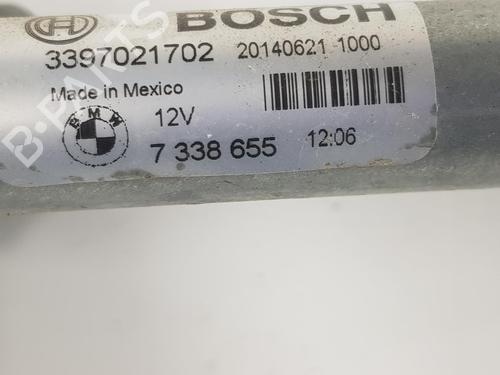 BOSCH
3397021702 20140621 1000
Made in Mexico
BMW 12V
7 338 655 12:06
B-PARTS